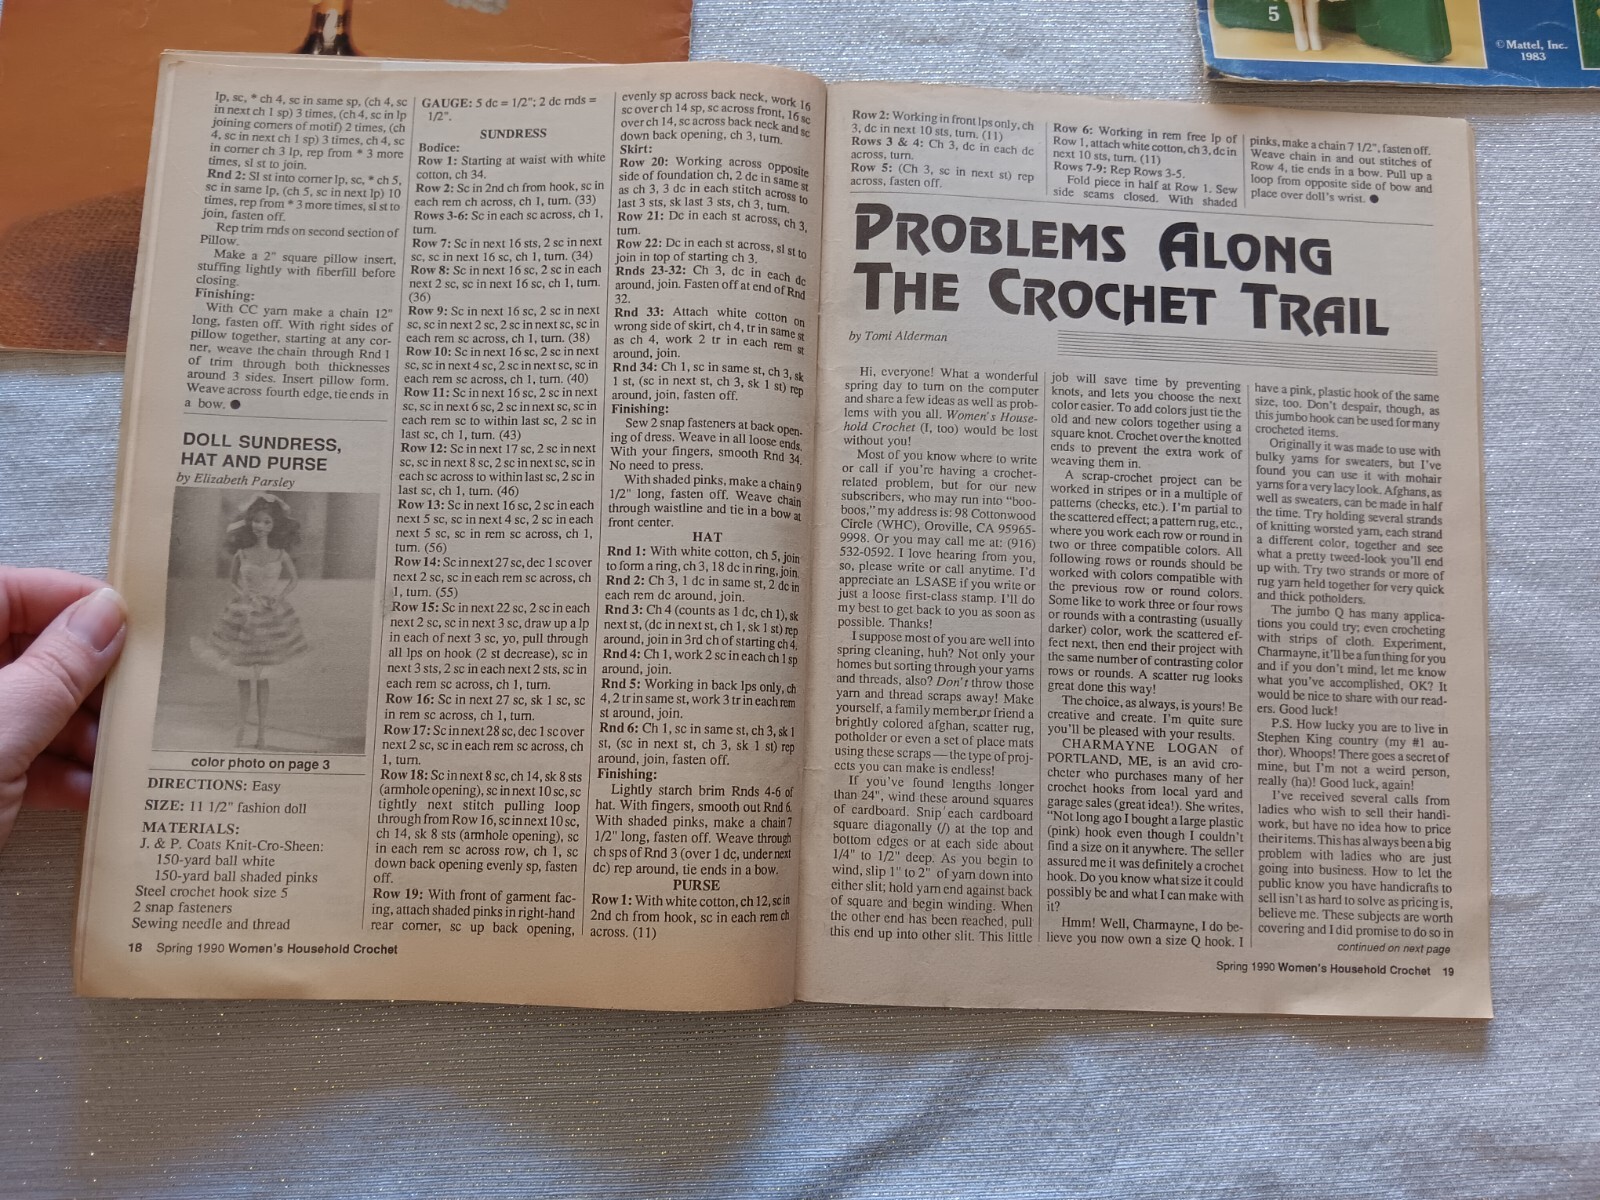 lp, sc, * ch 4, sc in same sp, (ch 4, sc
in next ch 1 sp) 3 times, (ch 4, sc in lp
joining corners of motif) 2 times, (ch
4, sc in next ch 1 sp) 3 times, ch 4, sc
in corner ch 3 lp, rep from * 3 more
times, sl st to join.
Rnd 2: Sl st into corner lp, sc, * ch 5,
sc in same lp, (ch 5, sc in next lp) 10
times, rep from * 3 more times, sl st to
join, fasten off.
Rep trim rnds on second section of
Pillow.
Make a 2" square pillow insert,
stuffing lightly with fiberfill before
closing.
Finishing:
With CC yarn make a chain 12"
long, fasten off. With right sides of
pillow together, starting at any cor-
ner, weave the chain through Rnd 1
of trim through both thicknesses
around 3 sides. Insert pillow form.
Weave across fourth edge, tie ends in
a bow. ●
DOLL SUNDRESS,
HAT AND PURSE
by Elizabeth Parsley
color photo on page 3
DIRECTIONS: Easy
SIZE: 11 1/2" fashion doll
MATERIALS:
J. & P. Coats Knit-Cro-Sheen:
150-yard ball white
150-yard ball shaded pinks
Steel crochet hook size 5
2 snap fasteners
Sewing needle and thread
GAUGE: 5 dc = 1/2"; 2 dc rnds =
1/2".
SUNDRESS
Bodice:
Row 1: Starting at waist with white
cotton, ch 34.
Row 2: Sc in 2nd ch from hook, sc in
each rem ch across, ch 1, turn. (33)
Rows 3-6: Sc in each sc across, ch 1,
turn.
Row 7: Sc in next 16 sts, 2 sc in next
sc, sc in next 16 sc, ch 1, turn. (34)
Row 8: Sc in next 16 sc, 2 sc in each
next 2 sc, sc in next 16 sc, ch 1, turn.
(36)
Row 9: Sc in next 16 sc, 2 sc in next
sc, sc in next 2 sc, 2 sc in next sc, sc in
each rem sc across, ch 1, turn. (38)
Row 10: Sc in next 16 sc, 2 sc in next
sc, sc in next 4 sc, 2 sc in next sc, sc in
each rem sc across, ch 1, turn. (40)
Row 11: Sc in next 16 sc, 2 sc in next
sc, sc in next 6 sc, 2 sc in next sc, sc in
each rem sc to within last sc, 2 sc in
last sc, ch 1, turn. (43)
Row 12: Sc in next 17 sc, 2 sc in next
sc, sc in next 8 sc, 2 sc in next sc, sc in
each sc across to within last sc, 2 sc in
last sc, ch 1, turn. (46)
Row 13: Sc in next 16 sc, 2 sc in each
next 5 sc, sc in next 4 sc, 2 sc in each
next 5 sc, sc in rem sc across, ch 1,
turn. (56)
Row 14: Sc in next 27 sc, dec 1 sc over
next 2 sc, sc in each rem sc across, ch
1, turn. (55)
Row 15: Sc in next 22 sc, 2 sc in each
next 2 sc, sc in next 3 sc, draw up a lp
in each of next 3 sc, yo, pull through
all lps on hook (2 st decrease), sc in
next 3 sts, 2 sc in each next 2 sts, sc in
each rem sc across, ch 1, turn.
Row 16: Sc in next 27 sc, sk 1 sc, sc
in rem sc across, ch 1, turn.
Row 17: Sc in next 28 sc, dec 1 sc over
next 2 sc, sc in each rem sc across, ch
1, turn.
Row 18: Sc in next 8 sc, ch 14, sk 8 sts
(armhole opening), sc in next 10 sc, sc
tightly next stitch pulling loop
through from Row 16, sc in next 10 sc,
ch 14, sk 8 sts (armhole opening), sc
in each rem sc across row, ch 1, sc
down back opening evenly sp, fasten
off.
Row 19: With front of garment fac-
ing, attach shaded pinks in right-hand
rear corner, sc up back opening,
evenly sp across back neck, work 16
sc over ch 14 sp, sc across front, 16 sc
over ch 14, sc across back neck and sc
down back opening, ch 3, turn.
Skirt:
Row 20: Working across opposite
side of foundation ch, 2 dc in same st
as ch 3, 3 dc in each stitch across to
last 3 sts, sk last 3 sts, ch 3, turn.
Row 21: Dc in each st across, ch 3,
turn.
Row 22: Dc in each st across, sl st to
join in top of starting ch 3.
Rnds 23-32: Ch 3, dc in each dc
around, join. Fasten off at end of Rnd
32.
Rnd 33: Attach white cotton on
wrong side of skirt, ch 4, tr in same st
as ch 4, work 2 tr in each rem st
around, join.
Rnd 34: Ch 1, sc in same st, ch 3, sk
1 st, (sc in next st, ch 3, sk 1 st) rep
around, join, fasten off.
Finishing:
Sew 2 snap fasteners at back open-
ing of dress. Weave in all loose ends.
With your fingers, smooth Rnd 34.
No need to press.
With shaded pinks, make a chain 9
1/2" long, fasten off. Weave chain
through waistline and tie in a bow at
front center.
HAT
Rnd 1: With white cotton, ch 5, join
to form a ring, ch 3, 18 dc in ring, join.
Rnd 2: Ch 3, 1 dc in same st, 2 dc in
each rem dc around, join.
Rnd 3: Ch 4 (counts as 1 dc, ch 1), sk
next st, (dc in next st, ch 1, sk 1 st) rep
around, join in 3rd ch of starting ch 4.
Rnd 4: Ch 1, work 2 sc in each ch 1 sp
around, join.
Rnd 5: Working in back lps only, ch
4, 2 tr in same st, work 3 tr in each rem
st around, join.
Rnd 6: Ch 1, sc in same st, ch 3, sk 1
st, (sc in next st, ch 3, sk 1 st) rep
around, join, fasten off.
Finishing:
Lightly starch brim Rnds 4-6 of
hat. With fingers, smooth out Rnd 6.
With shaded pinks, make a chain 7
1/2" long, fasten off. Weave through
ch sps of Rnd 3 (over 1 dc, under next
dc) rep around, tie ends in a bow.
PURSE
Row 1: With white cotton, ch 12, sc in
2nd ch from hook, sc in each rem ch
across. (11)
18 Spring 1990 Women's Household Crochet
Row 2: Working in front lps only, ch
3, dc in next 10 sts, turn. (11)
Rows 3 & 4: Ch 3, dc in each dc
across, turn.
Row 5: (Ch 3, sc in next st) rep
across, fasten off.
Row 6: Working in rem free lp of
Row 1, attach white cotton, ch 3, dc in
next 10 sts, turn. (11)
Rows 7-9: Rep Rows 3-5.
Fold piece in half at Row 1. Sew
side seams closed. With shaded
pinks, make a chain 7 1/2", fasten off.
Weave chain in and out stitches of
Row 4, tie ends in a bow. Pull up a
loop from opposite side of bow and
place over doll's wrist. ●
PROBLEMS ALONG
THE CROCHET TRAIL
by Tomi Alderman
Hi, everyone! What a wonderful
spring day to turn on the computer
and share a few ideas as well as prob-
lems with you all. Women's House-
hold Crochet (I, too) would be lost
without you!
Most of you know where to write
or call if you're having a crochet-
related problem, but for our new
subscribers, who may run into "boo-
boos," my address is: 98 Cottonwood
Circle (WHC), Oroville, CA 95965-
9998. Or you may call me at: (916)
532-0592. I love hearing from you,
so, please write or call anytime. I'd
appreciate an LSASE if you write or
just a loose first-class stamp. I'll do
my best to get back to you as soon as
possible. Thanks!
I suppose most of you are well into
spring cleaning, huh? Not only your
homes but sorting through your yarns
and threads, also? Don't throw those
yarn and thread scraps away! Make
yourself, a family member, or friend a
brightly colored afghan, scatter rug,
potholder or even a set of place mats
using these scraps — the type of proj-
ects you can make is endless!
If you've found lengths longer
than 24", wind these around squares
of cardboard. Snip each cardboard
square diagonally (/) at the top and
bottom edges or at each side about
1/4" to 1/2" deep. As you begin to
wind, slip 1" to 2" of yarn down into
either slit; hold yarn end against back
of square and begin winding. When
the other end has been reached, pull
this end up into other slit. This little
job will save time by preventing
knots, and lets you choose the next
color easier. To add colors just tie the
old and new colors together using a
square knot. Crochet over the knotted
ends to prevent the extra work of
weaving them in.
A scrap-crochet project can be
worked in stripes or in a multiple of
patterns (checks, etc.). I'm partial to
the scattered effect; a pattern rug, etc.,
where you work each row or round in
two or three compatible colors. All
following rows or rounds should be
worked with colors compatible with
the previous row or round colors.
Some like to work three or four rows
or rounds with a contrasting (usually
darker) color, work the scattered ef-
fect next, then end their project with
the same number of contrasting color
rows or rounds. A scatter rug looks
great done this way!
The choice, as always, is yours! Be
creative and create. I'm quite sure
you'll be pleased with your results.
CHARMAYNE LOGAN of
PORTLAND, ME, is an avid cro-
cheter who purchases many of her
crochet hooks from local yard and
garage sales (great idea!). She writes,
"Not long ago I bought a large plastic
(pink) hook even though I couldn't
find a size on it anywhere. The seller
assured me it was definitely a crochet
hook. Do you know what size it could
possibly be and what I can make with
it?
Hmm! Well, Charmayne, I do be-
lieve you now own a size Q hook. I
have a pink, plastic hook of the same
size, too. Don't despair, though, as
this jumbo hook can be used for many
crocheted items.
Originally it was made to use with
bulky yarns for sweaters, but I've
found you can use it with mohair
yarns for a very lacy look. Afghans, as
well as sweaters, can be made in half
the time. Try holding several strands
of knitting worsted yarn, each strand
a different color, together and see
what a pretty tweed-look you'll end
up with. Try two strands or more of
rug yarn held together for very quick
and thick potholders.
The jumbo Q has many applica-
tions you could try; even crocheting
with strips of cloth. Experiment,
Charmayne, it'll be a fun thing for you
and if you don't mind, let me know
what you've accomplished, OK? It
would be nice to share with our read-
ers. Good luck!
P.S. How lucky you are to live in
Stephen King country (my #1 au-
thor). Whoops! There goes a secret of
mine, but I'm not a weird person,
really (ha)! Good luck, again!
I've received several calls from
ladies who wish to sell their handi-
work, but have no idea how to price
their items. This has always been a big
problem with ladies who are just
going into business. How to let the
public know you have handicrafts to
sell isn't as hard to solve as pricing is,
believe me. These subjects are worth
covering and I did promise to do so in
continued on next page
Spring 1990 Women's Household Crochet 19
5
©Mattel, Inc.
1983